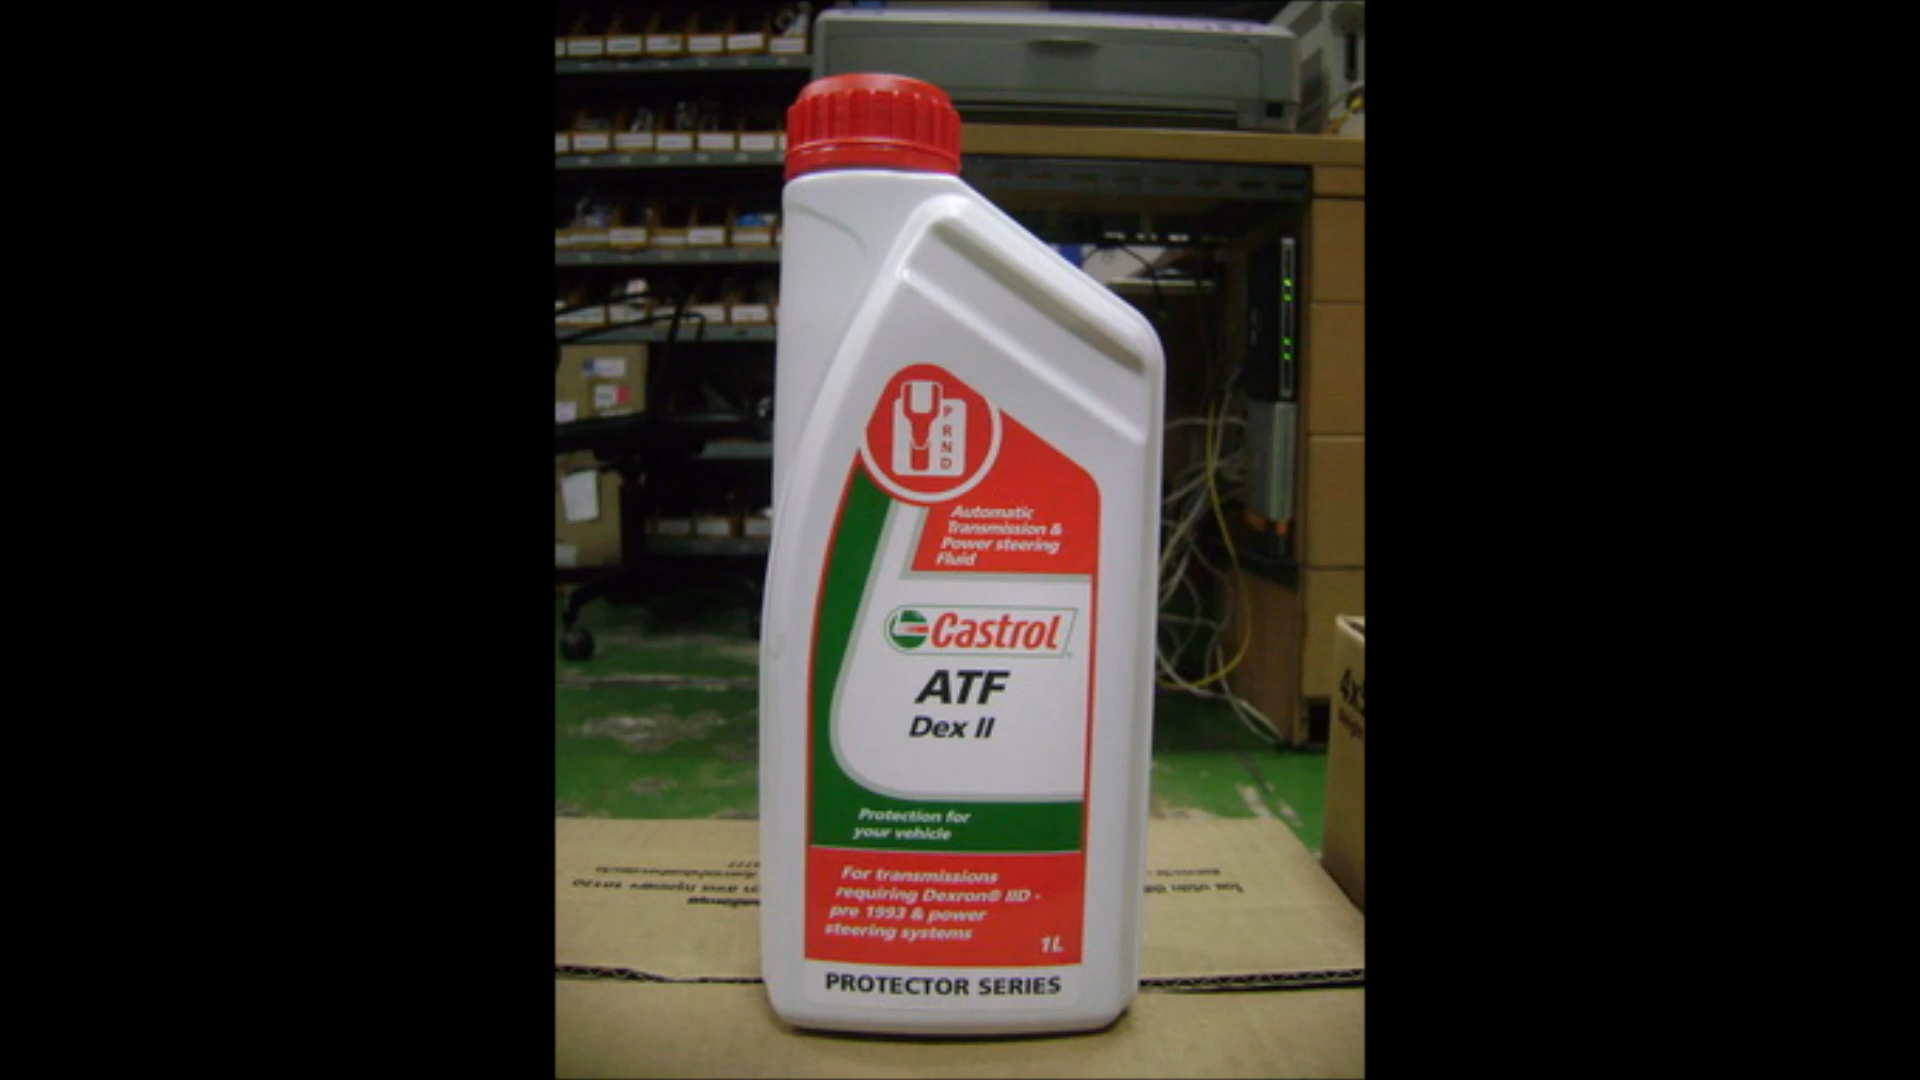 P
R
N
D
Automatic
Transmission &
Power steering
Fluid
Castrol
ATF
Dex II
Protection for
your vehicle
For transmissions
requiring Dexron® IID -
pre 1993 & power
steering systems
1L
PROTECTOR SERIES